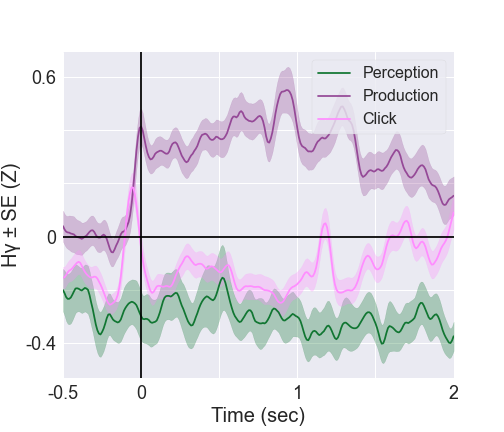 Hγ ± SE (Z)
0.6
0
-0.4
Perception
Production
Click
-0.5
0
1
2
Time (sec)